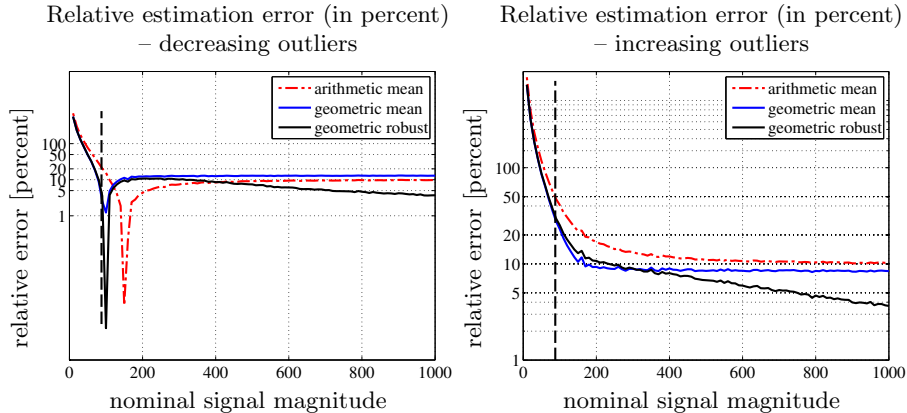 Relative estimation error (in percent)
– decreasing outliers
arithmetic mean
geometric mean
geometric robust
relative error [percent]
100
50
20
10
5
1
0
200
400
600
800
1000
nominal signal magnitude
Relative estimation error (in percent)
– increasing outliers
arithmetic mean
geometric mean
geometric robust
relative error [percent]
100
50
20
10
5
1
0
200
400
600
800
1000
nominal signal magnitude